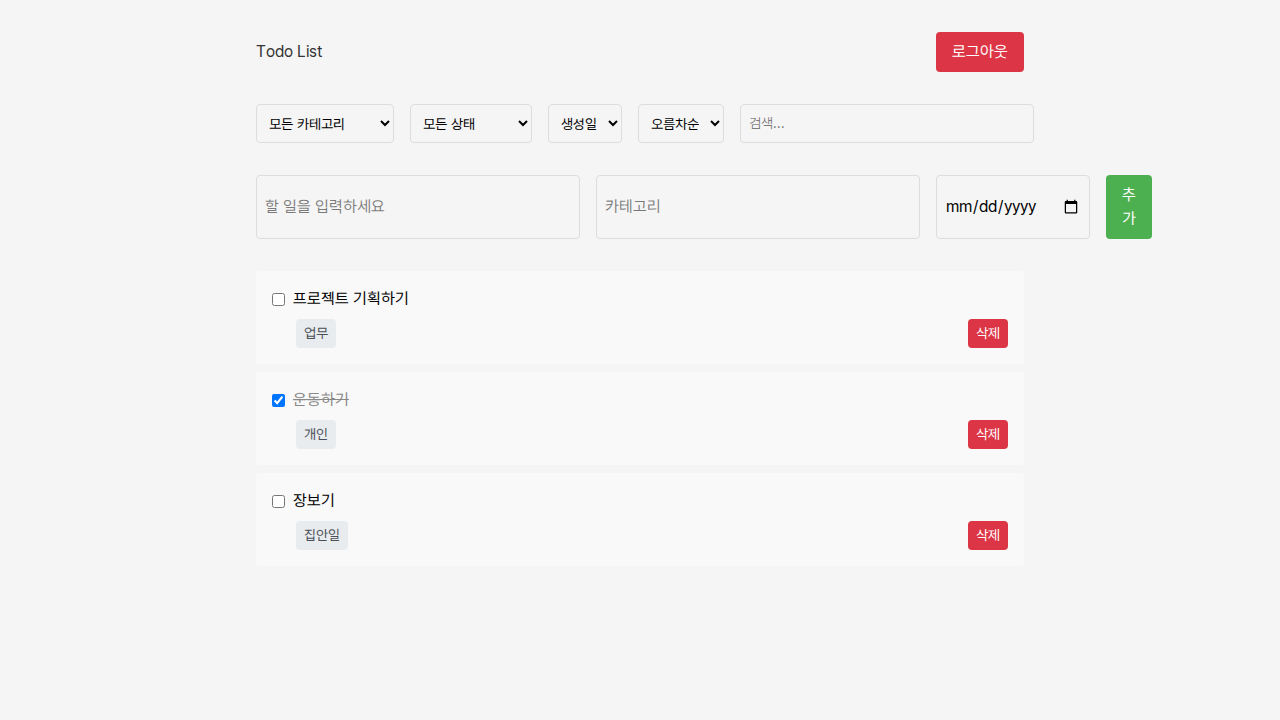 Todo List
로그아웃
모든 카테고리
모든 상태
생성일
오름차순
검색...
할 일을 입력하세요
카테고리
mm/dd/yyyy
추
가
프로젝트 기획하기
업무
삭제
운동하기
개인
삭제
장보기
집안일
삭제